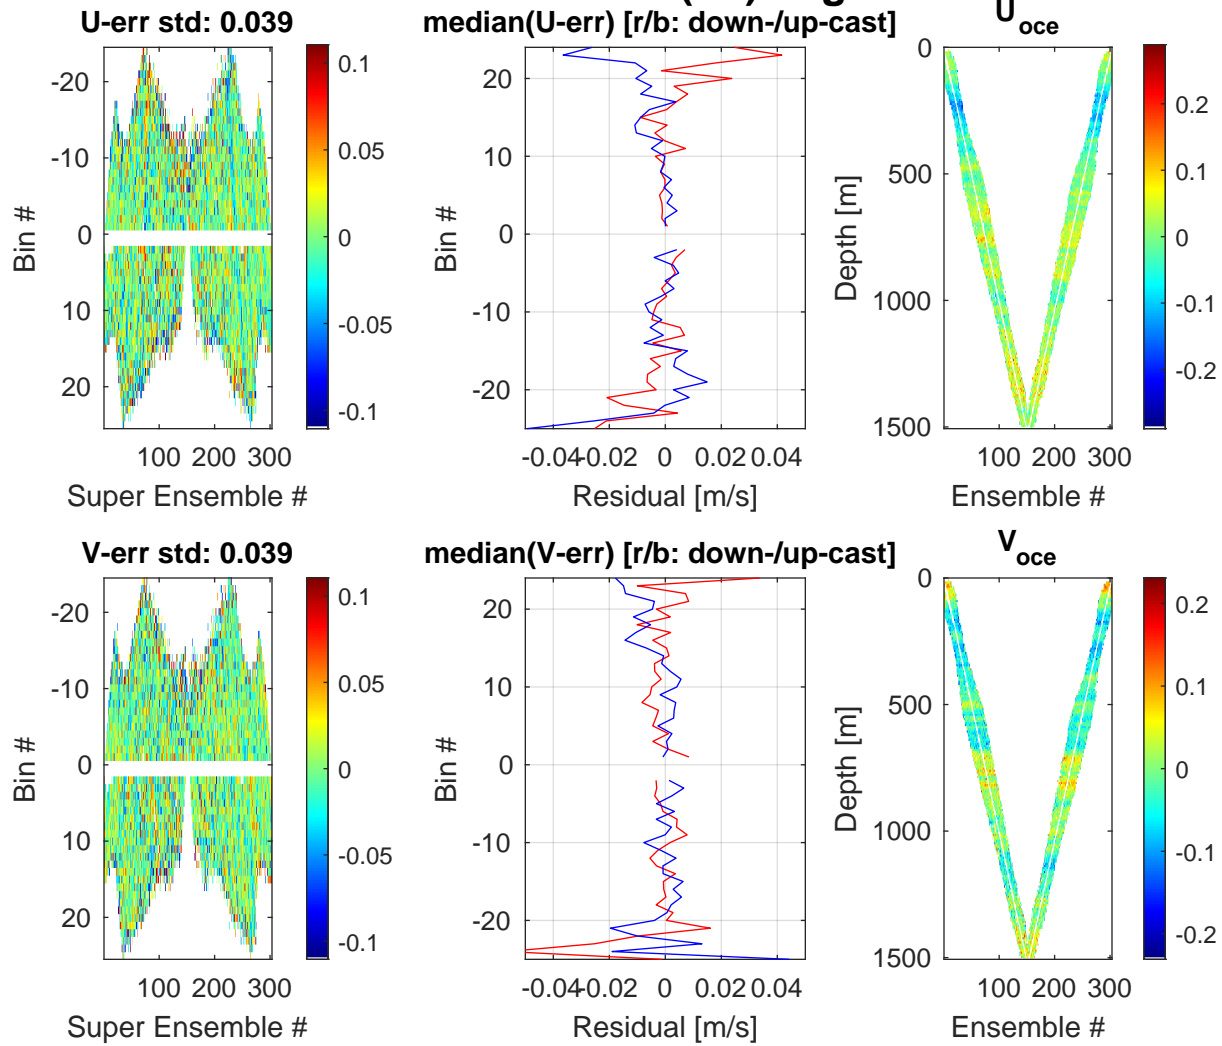 U-err std: 0.039
-20
-10
0
10
20
100 200 300
Super Ensemble #
Bin #
0.1
0.05
0
-0.05
-0.1
median(U-err) [r/b: down-/up-cast]
20
10
0
-10
-20
-0.04 -0.02 0 0.02 0.04
Residual [m/s]
Bin #
U_oce
0
500
1000
1500
Ensemble #
Depth [m]
0.2
0.1
0
-0.1
-0.2
V-err std: 0.039
-20
-10
0
10
20
100 200 300
Super Ensemble #
Bin #
0.1
0.05
0
-0.05
-0.1
median(V-err) [r/b: down-/up-cast]
20
10
0
-10
-20
-0.04 -0.02 0 0.02 0.04
Residual [m/s]
Bin #
V_oce
0
500
1000
1500
100 200 300
Ensemble #
Depth [m]
0.2
0.1
0
-0.1
-0.2